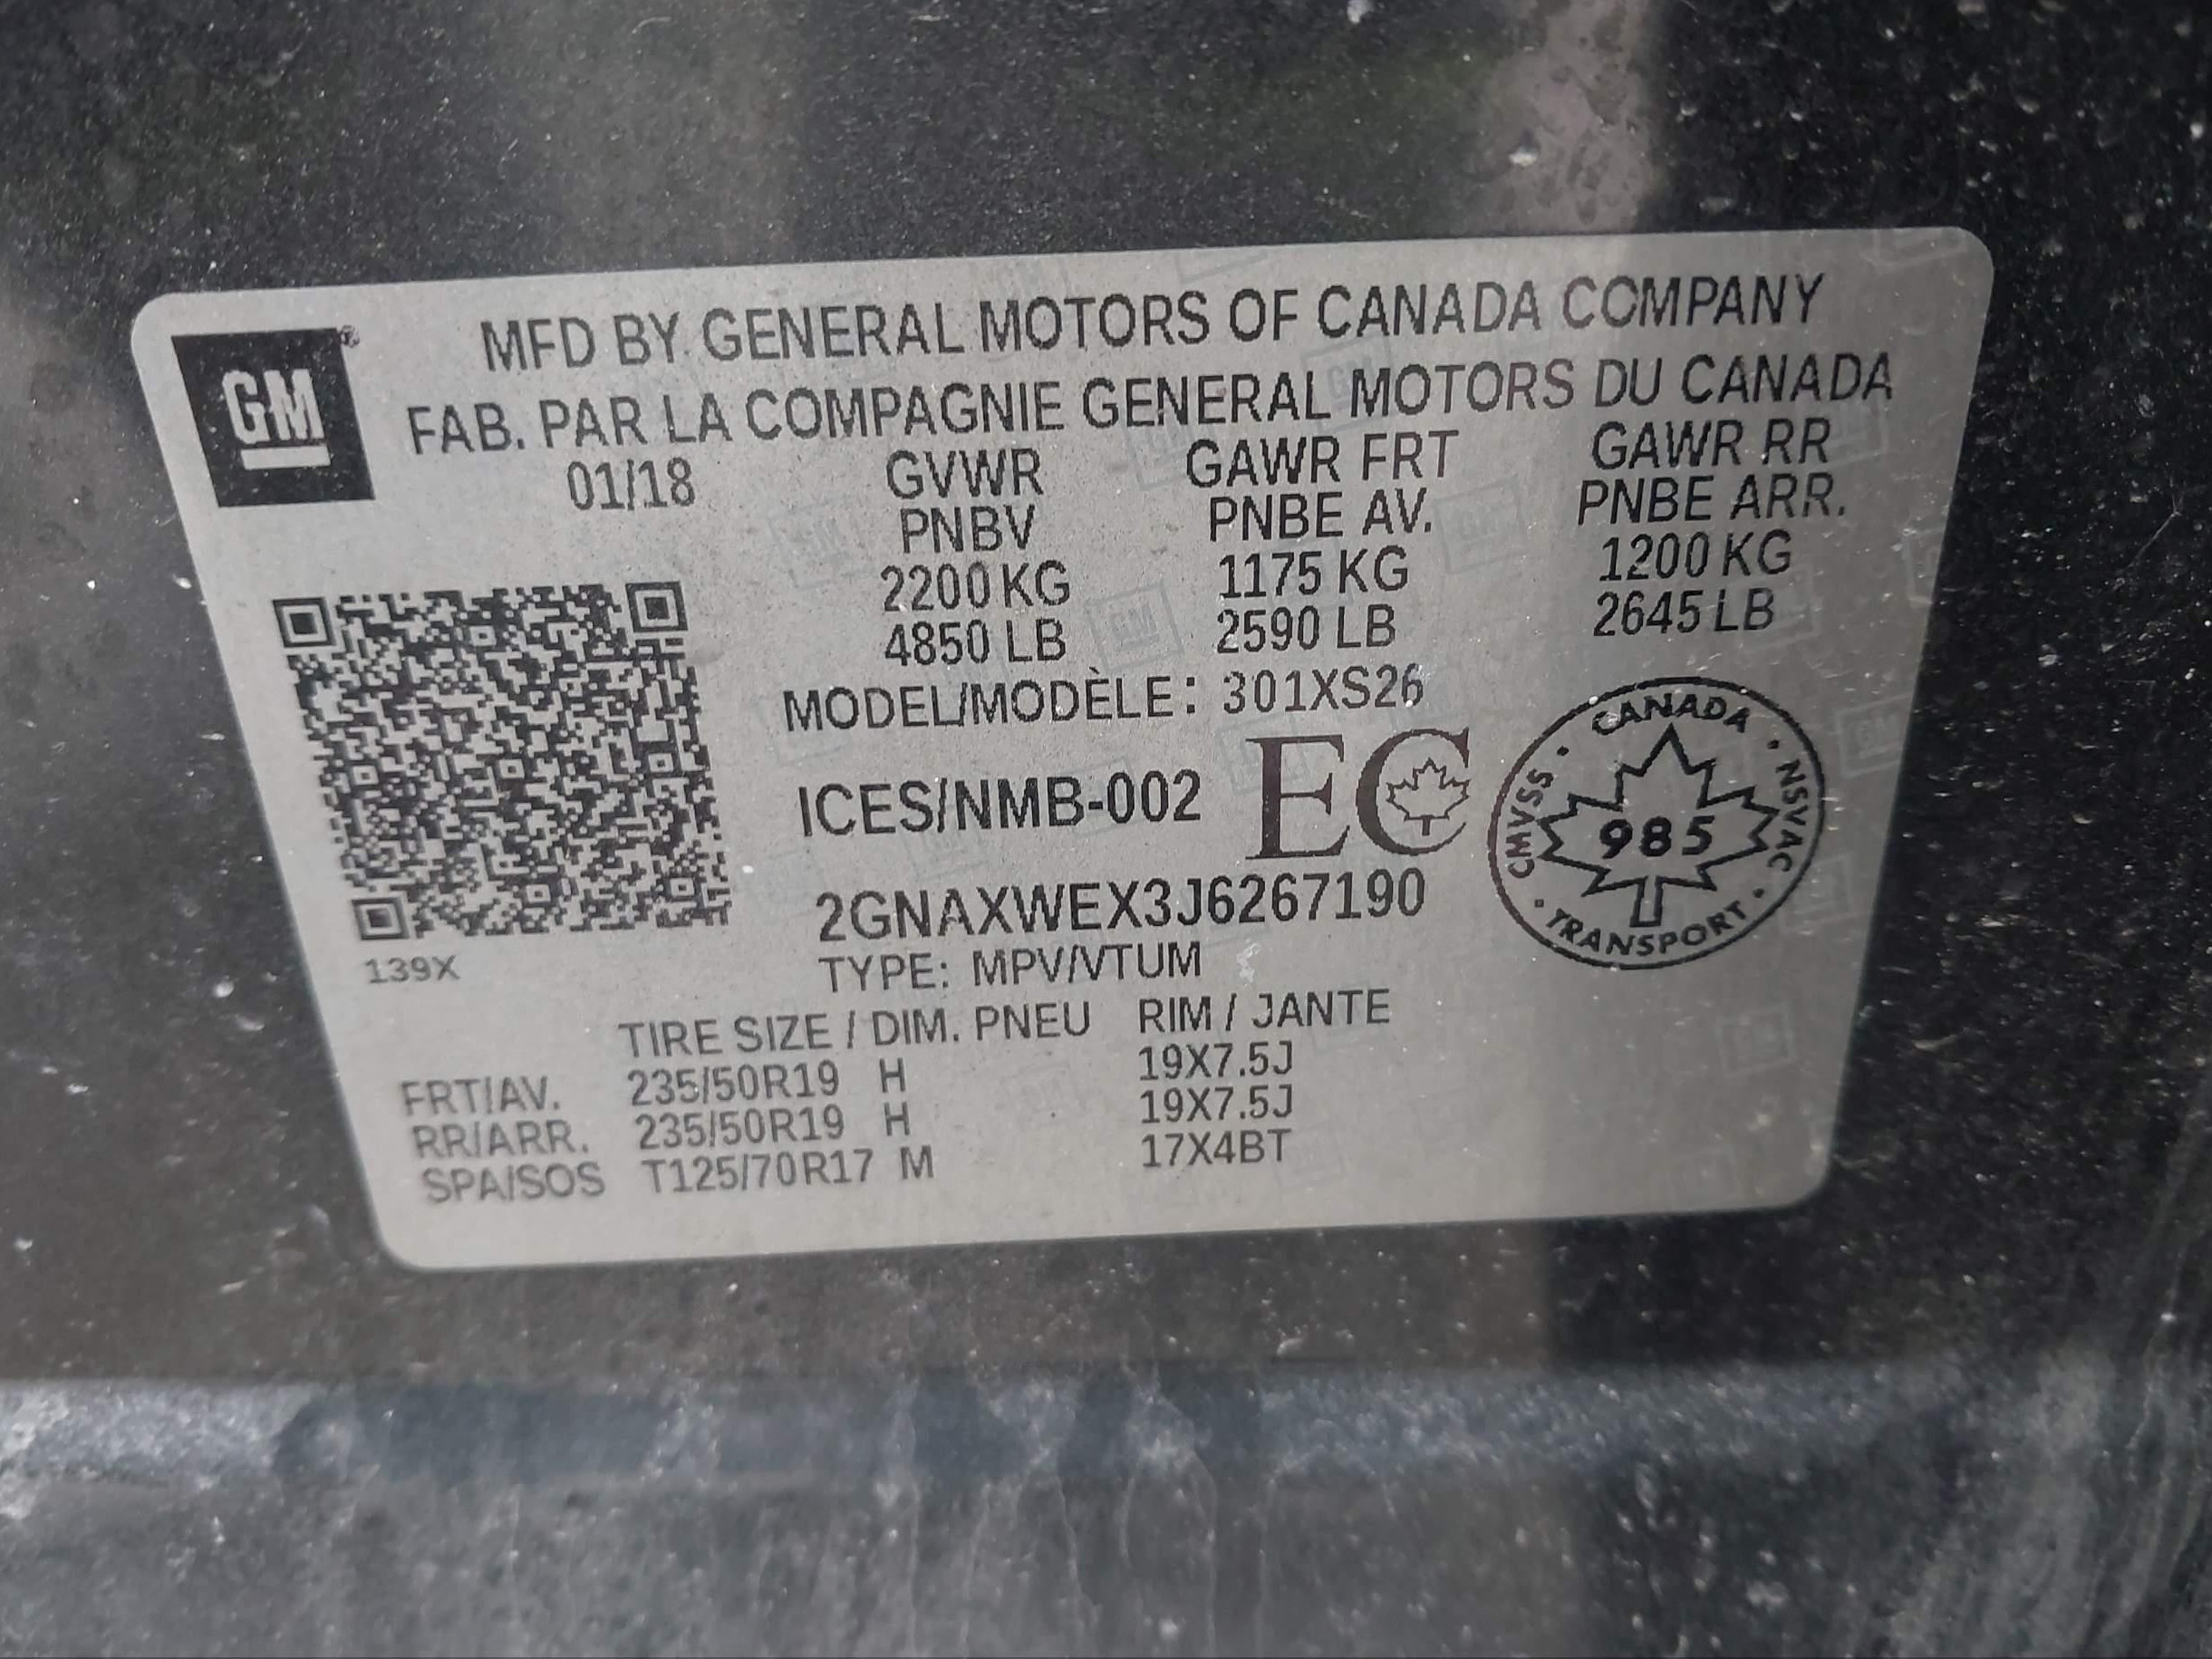 GM ®
MFD BY GENERAL MOTORS OF CANADA COMPANY
FAB. PAR LA COMPAGNIE GENERAL MOTORS DU CANADA
01/18 GVWR GAWR FRT GAWR RR
PNBV PNBE AV. PNBE ARR.
2200 KG 1175 KG 1200 KG
4850 LB 2590 LB 2645 LB
MODEL/MODÈLE: 301XS26
ICES/NMB-002 EC
CANADA · NSVAC · TRANSPORT · CMVSS ·
985
2GNAXWEX3J6267190
139X
TYPE: MPV/VTUM
TIRE SIZE / DIM. PNEU RIM / JANTE
FRT/AV. 235/50R19 H 19X7.5J
RR/ARR. 235/50R19 H 19X7.5J
SPA/SOS T125/70R17 M 17X4BT